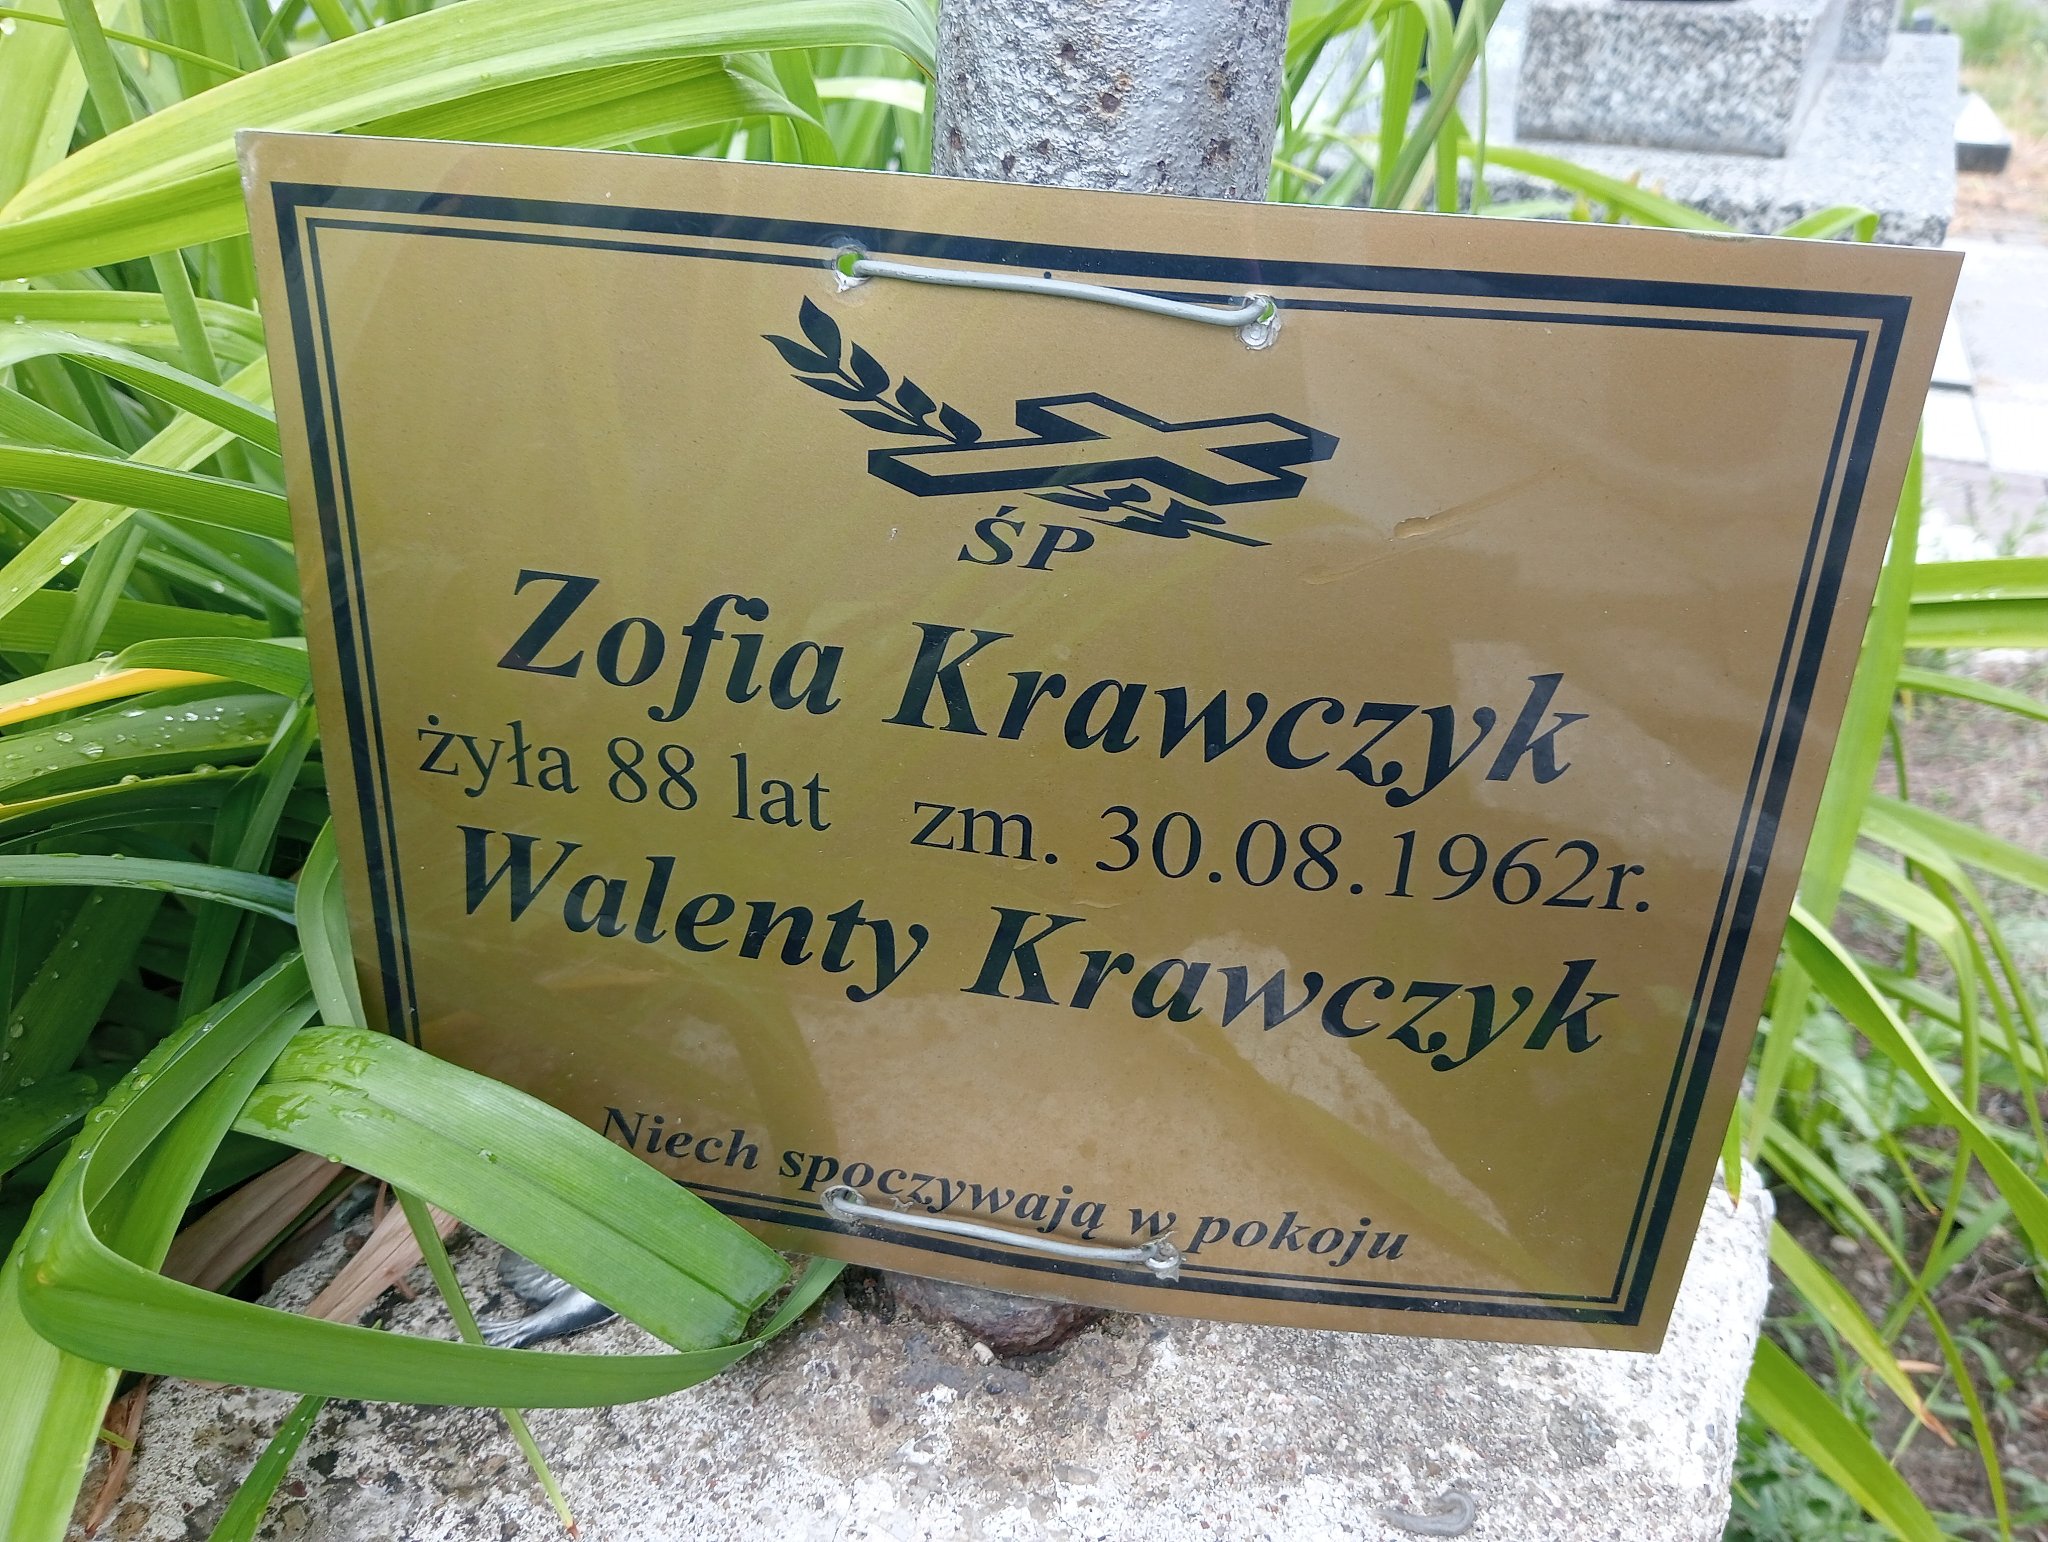 ŚP
Zofia Krawczyk
żyła 88 lat zm. 30.08.1962r.
Walenty Krawczyk
Niech spoczywają w pokoju